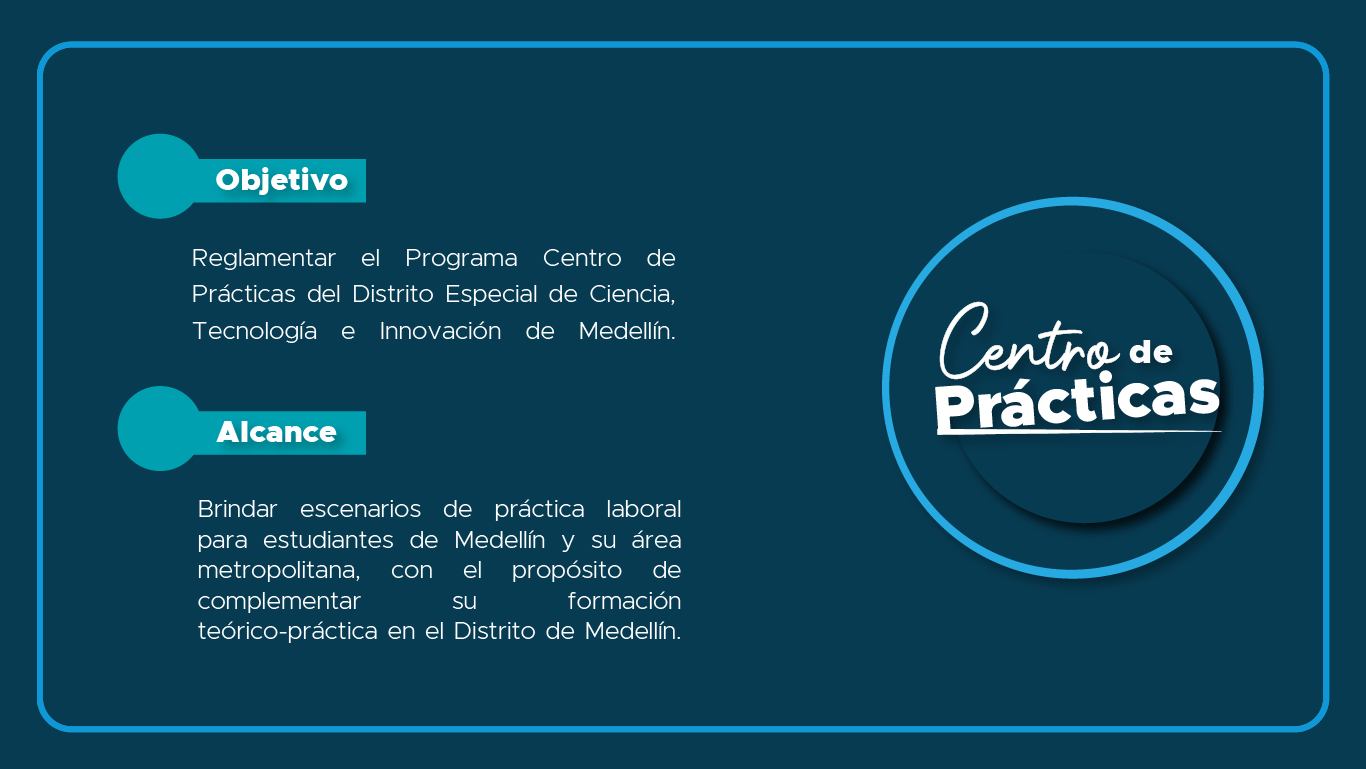 Objetivo
Reglamentar el Programa Centro de
Prácticas del Distrito Especial de Ciencia,
Tecnología e Innovación de Medellín.
Alcance
Brindar escenarios de práctica laboral
para estudiantes de Medellín y su área
metropolitana, con el propósito de
complementar su formación
teórico-práctica en el Distrito de Medellín.
Centro de
Prácticas